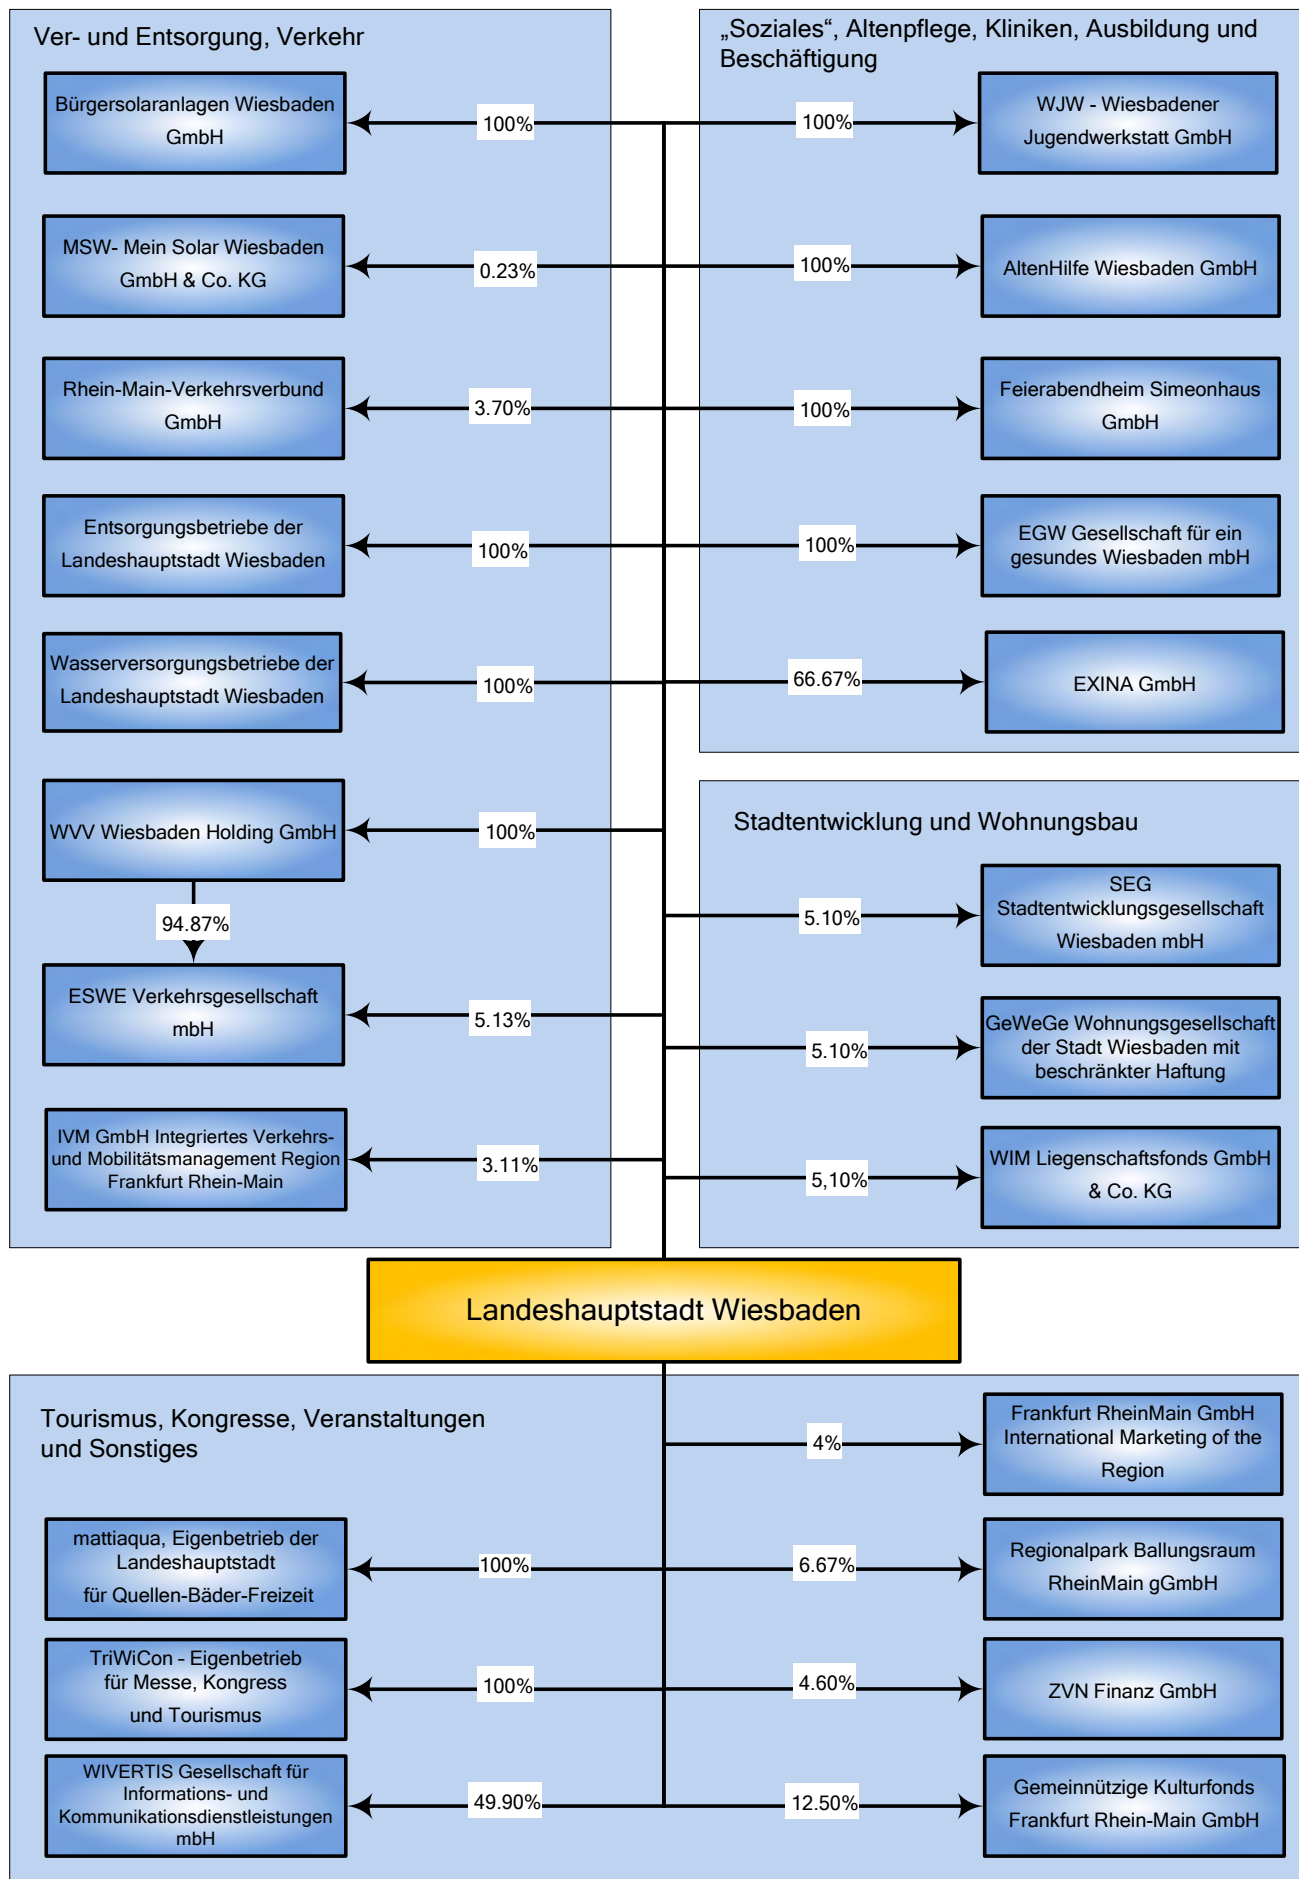 Ver- und Entsorgung, Verkehr
Bürgersolaranlagen Wiesbaden
GmbH
100%
MSW- Mein Solar Wiesbaden
GmbH & Co. KG
0.23%
Rhein-Main-Verkehrsverbund
GmbH
3.70%
Entsorgungsbetriebe der
Landeshauptstadt Wiesbaden
100%
Wasserversorgungsbetriebe der
Landeshauptstadt Wiesbaden
100%
WVV Wiesbaden Holding GmbH
100%
94.87%
ESWE Verkehrsgesellschaft
mbH
5.13%
IVM GmbH Integriertes Verkehrs-
und Mobilitätsmanagement Region
Frankfurt Rhein-Main
3.11%
„Soziales“, Altenpflege, Kliniken, Ausbildung und
Beschäftigung
100%
WJW - Wiesbadener
Jugendwerkstatt GmbH
100%
AltenHilfe Wiesbaden GmbH
100%
Feierabendheim Simeonhaus
GmbH
100%
EGW Gesellschaft für ein
gesundes Wiesbaden mbH
66.67%
EXINA GmbH
Stadtentwicklung und Wohnungsbau
5.10%
SEG
Stadtentwicklungsgesellschaft
Wiesbaden mbH
5.10%
GeWeGe Wohnungsgesellschaft
der Stadt Wiesbaden mit
beschränkter Haftung
5,10%
WIM Liegenschaftsfonds GmbH
& Co. KG
Landeshauptstadt Wiesbaden
Tourismus, Kongresse, Veranstaltungen
und Sonstiges
mattiaqua, Eigenbetrieb der
Landeshauptstadt
für Quellen-Bäder-Freizeit
100%
TriWiCon - Eigenbetrieb
für Messe, Kongress
und Tourismus
100%
WIVERTIS Gesellschaft für
Informations- und
Kommunikationsdienstleistungen
mbH
49.90%
4%
Frankfurt RheinMain GmbH
International Marketing of the
Region
6.67%
Regionalpark Ballungsraum
RheinMain gGmbH
4.60%
ZVN Finanz GmbH
12.50%
Gemeinnützige Kulturfonds
Frankfurt Rhein-Main GmbH